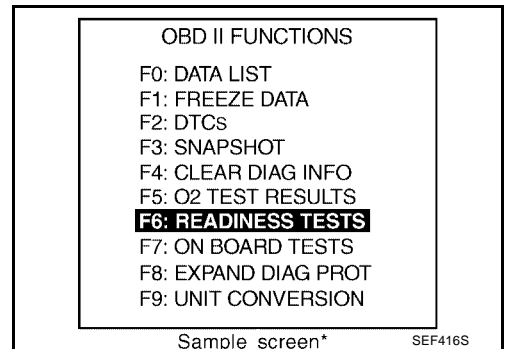 OBD II FUNCTIONS
F0: DATA LIST
F1: FREEZE DATA
F2: DTCs
F3: SNAPSHOT
F4: CLEAR DIAG INFO
F5: O2 TEST RESULTS
F6: READINESS TESTS
F7: ON BOARD TESTS
F8: EXPAND DIAG PROT
F9: UNIT CONVERSION
Sample screen*
SEF416S